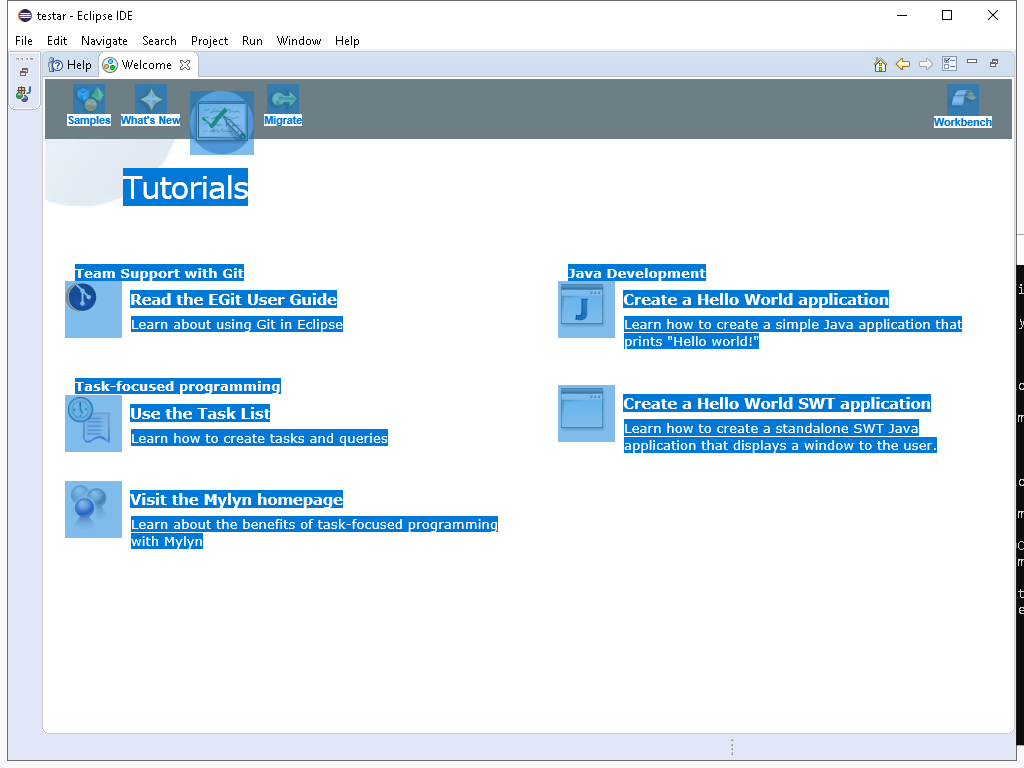 testar - Eclipse IDE
File Edit Navigate Search Project Run Window Help
Help Welcome
Samples What's New Migrate Workbench
Tutorials
Team Support with Git
Read the EGit User Guide
Learn about using Git in Eclipse
Task-focused programming
Use the Task List
Learn how to create tasks and queries
Visit the Mylyn homepage
Learn about the benefits of task-focused programming
with Mylyn
Java Development
Create a Hello World application
Learn how to create a simple Java application that
prints "Hello world!"
Create a Hello World SWT application
Learn how to create a standalone SWT Java
application that displays a window to the user.